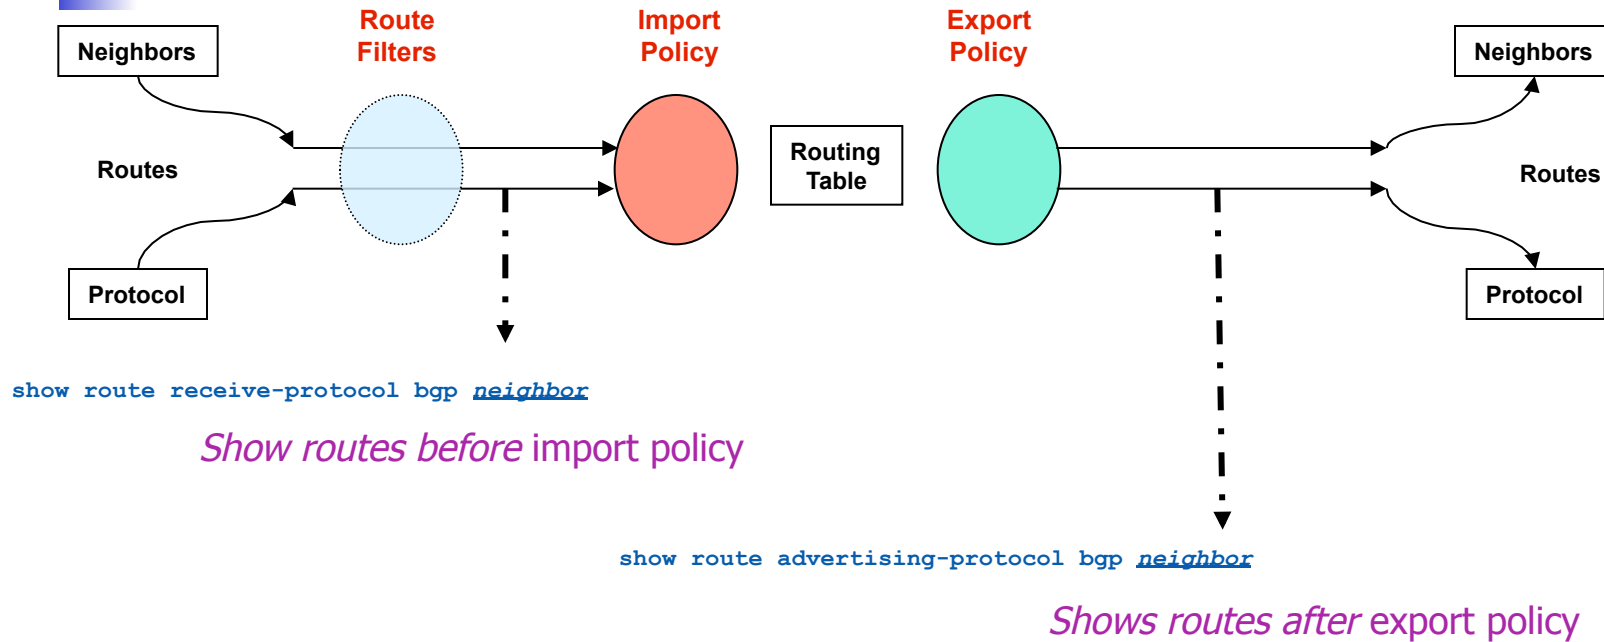 Route
Filters
Import
Policy
Export
Policy
Neighbors
Neighbors
Routes
Routing
Table
Routes
Protocol
Protocol
show route receive-protocol bgp neighbor
Show routes before import policy
show route advertising-protocol bgp neighbor
Shows routes after export policy